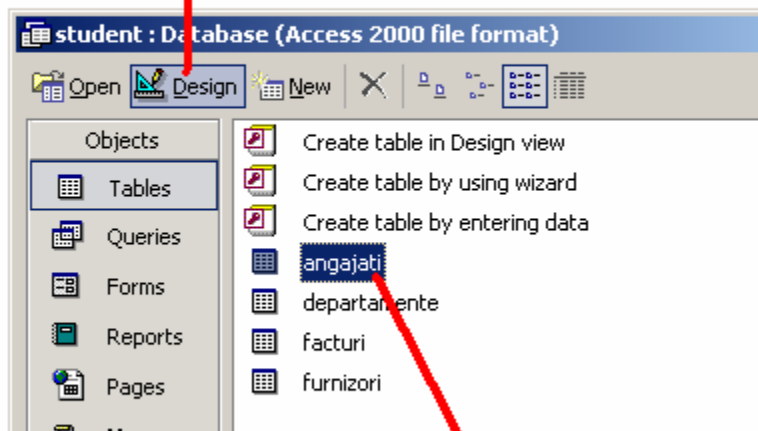 student : Database (Access 2000 file format)
Open Design New
Objects
Tables
Queries
Forms
Reports
Pages
Create table in Design view
Create table by using wizard
Create table by entering data
angajati
departamente
facturi
furnizori